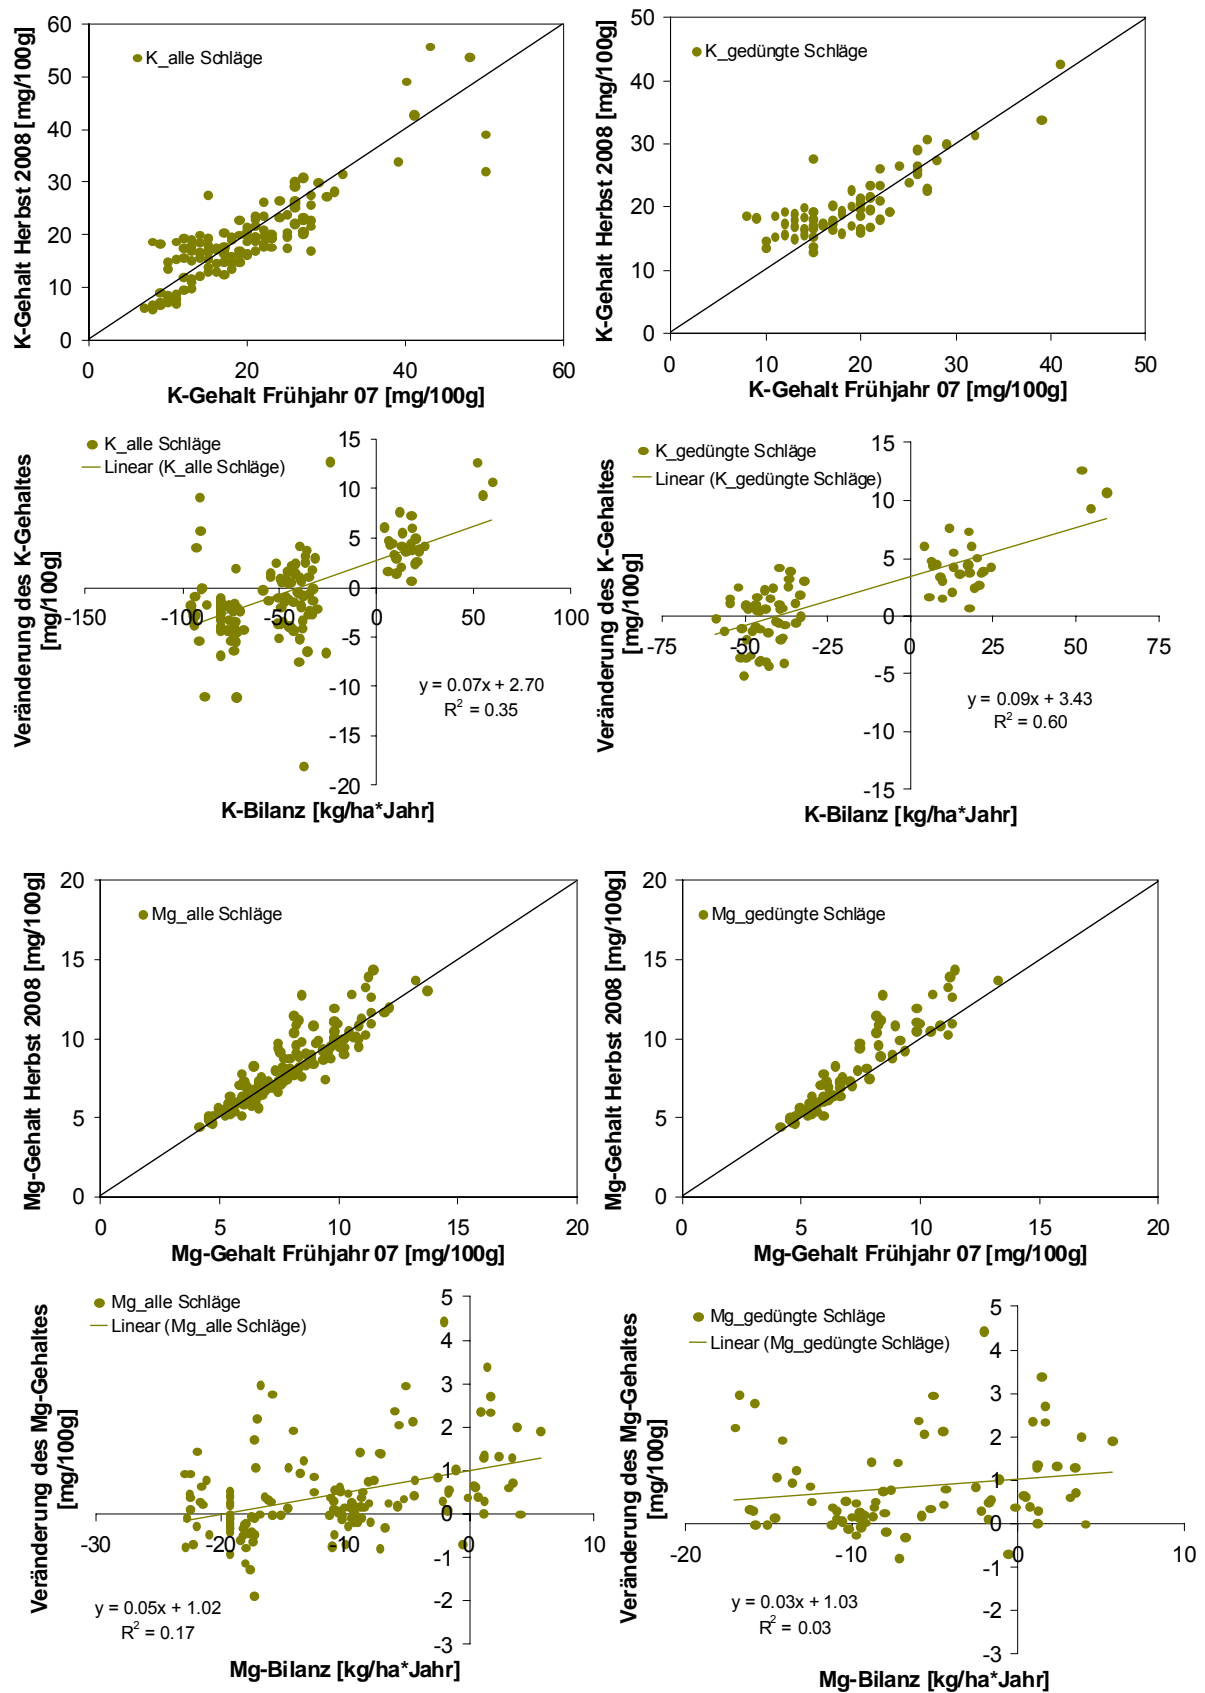 K-Gehalt Herbst 2008 [mg/100g]
60
50
40
30
20
10
0
K_alle Schläge
0 20 40 60
K-Gehalt Frühjahr 07 [mg/100g]
K-Gehalt Herbst 2008 [mg/100g]
50
40
30
20
10
0
K_gedüngte Schläge
0 10 20 30 40 50
K-Gehalt Frühjahr 07 [mg/100g]
Veränderung des K-Gehaltes
[mg/100g]
K_alle Schläge
Linear (K_alle Schläge)
15
10
5
0
-5
-10
-15
-20
-150 -100 -50 0 50 100
y = 0.07x + 2.70
R² = 0.35
K-Bilanz [kg/ha*Jahr]
Veränderung des K-Gehaltes
[mg/100g]
K_gedüngte Schläge
Linear (K_gedüngte Schläge)
15
10
5
0
-5
-10
-15
-75 -50 -25 0 25 50 75
y = 0.09x + 3.43
R² = 0.60
K-Bilanz [kg/ha*Jahr]
Mg-Gehalt Herbst 2008 [mg/100g]
20
15
10
5
0
Mg_alle Schläge
0 5 10 15 20
Mg-Gehalt Frühjahr 07 [mg/100g]
Mg-Gehalt Herbst 2008 [mg/100g]
20
15
10
5
0
Mg_gedüngte Schläge
0 5 10 15 20
Mg-Gehalt Frühjahr 07 [mg/100g]
Veränderung des Mg-Gehaltes
[mg/100g]
Mg_alle Schläge
Linear (Mg_alle Schläge)
5
4
3
2
1
0
-1
-2
-3
-30 -20 -10 0 10
y = 0.05x + 1.02
R² = 0.17
Mg-Bilanz [kg/ha*Jahr]
Veränderung des Mg-Gehaltes
[mg/100g]
Mg_gedüngte Schläge
Linear (Mg_gedüngte Schläge)
5
4
3
2
1
0
-1
-2
-3
-20 -10 0 10
y = 0.03x + 1.03
R² = 0.03
Mg-Bilanz [kg/ha*Jahr]